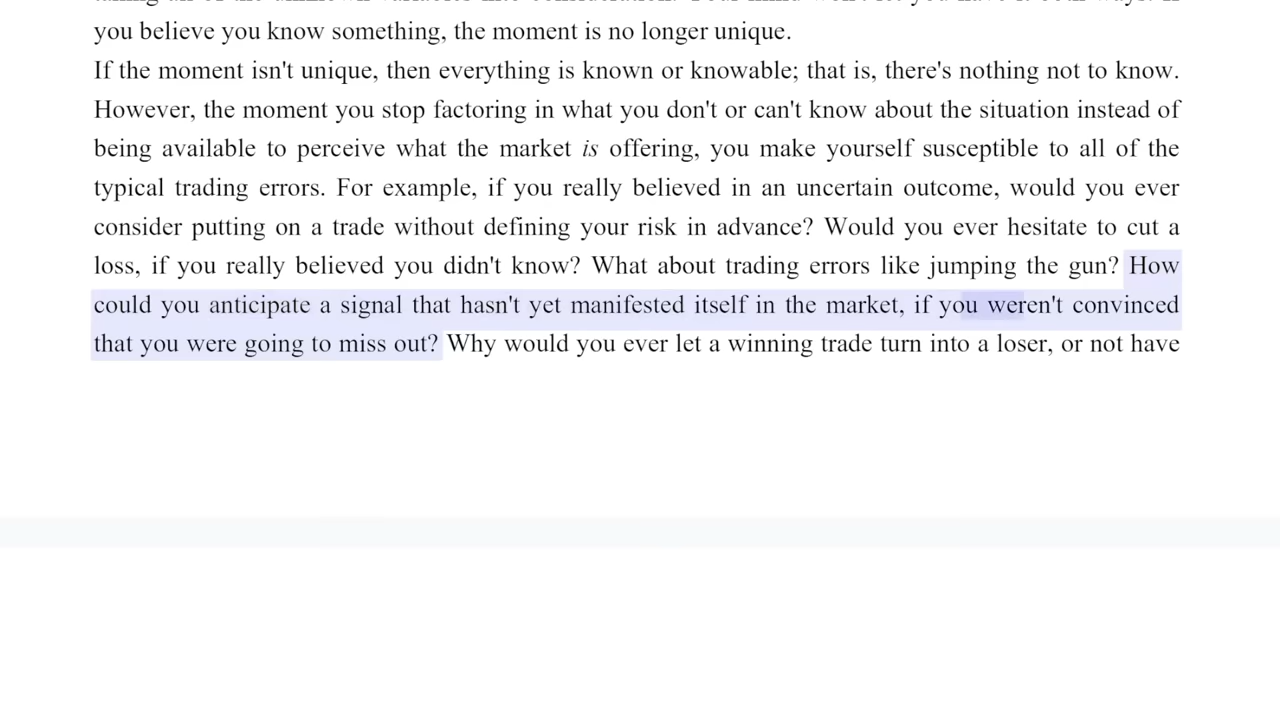 you believe you know something, the moment is no longer unique.
If the moment isn't unique, then everything is known or knowable; that is, there's nothing not to know.
However, the moment you stop factoring in what you don't or can't know about the situation instead of
being available to perceive what the market is offering, you make yourself susceptible to all of the
typical trading errors. For example, if you really believed in an uncertain outcome, would you ever
consider putting on a trade without defining your risk in advance? Would you ever hesitate to cut a
loss, if you really believed you didn't know? What about trading errors like jumping the gun? How
could you anticipate a signal that hasn't yet manifested itself in the market, if you weren't convinced
that you were going to miss out? Why would you ever let a winning trade turn into a loser, or not have